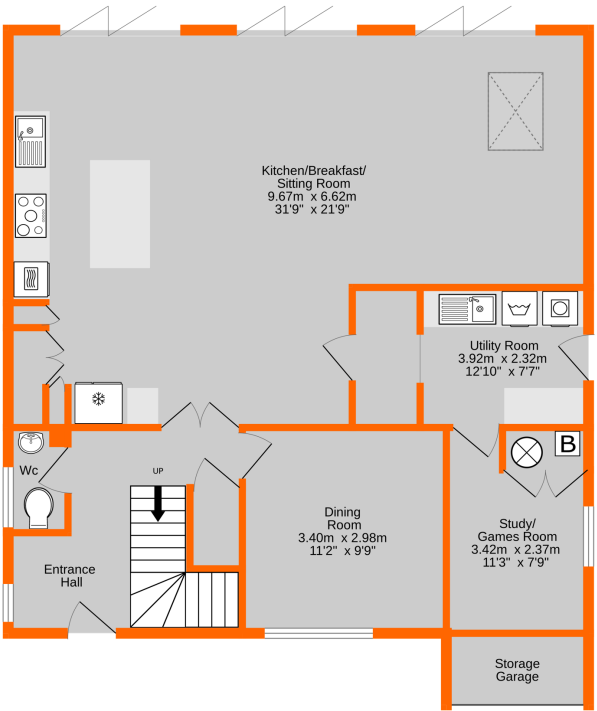 Kitchen/Breakfast/
Sitting Room
9.67m x 6.62m
31'9" x 21'9"
Utility Room
3.92m x 2.32m
12'10" x 7'7"
B
Wc
UP
Dining
Room
3.40m x 2.98m
11'2" x 9'9"
Study/
Games Room
3.42m x 2.37m
11'3" x 7'9"
Entrance
Hall
Storage
Garage